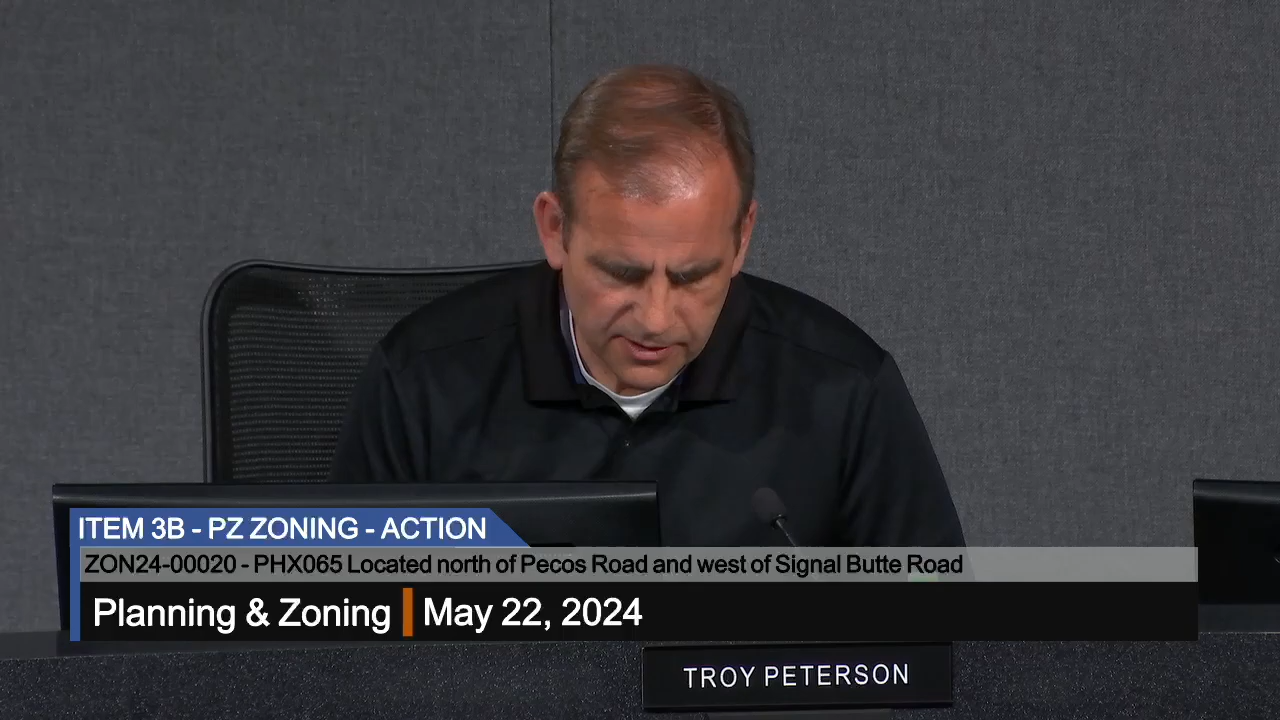 ITEM 3B - PZ ZONING - ACTION
ZON24-00020 - PHX065 Located north of Pecos Road and west of Signal Butte Road
Planning & Zoning | May 22, 2024
TROY PETERSON